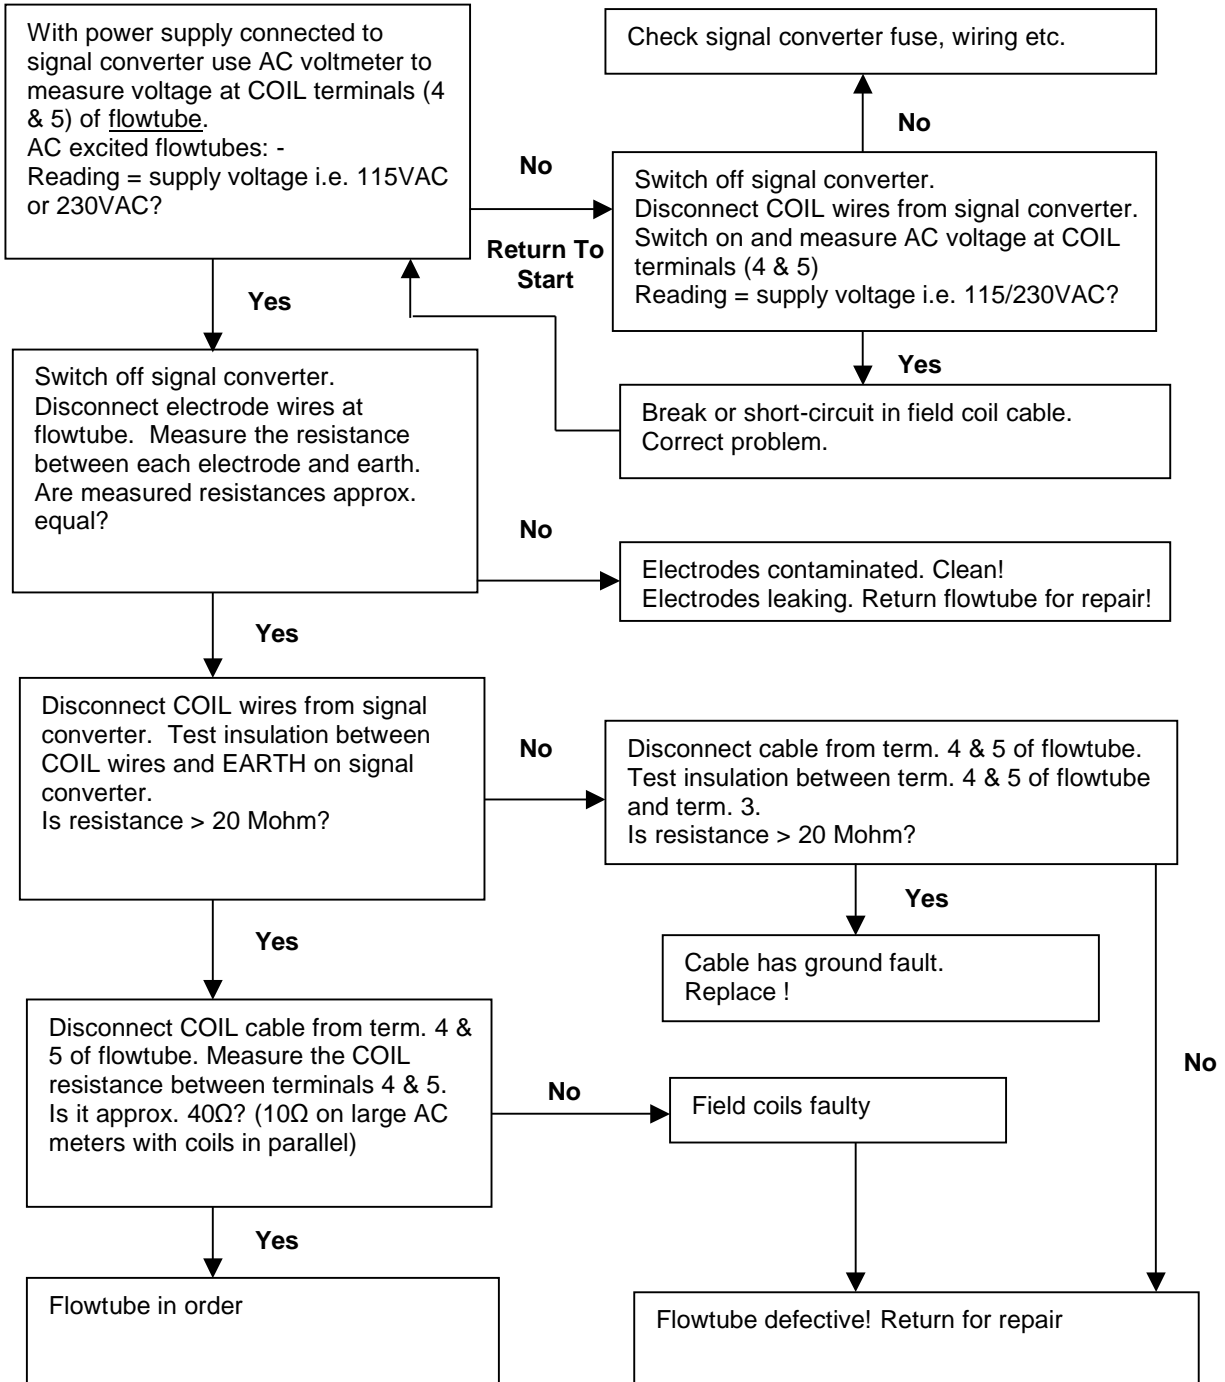 With power supply connected to
signal converter use AC voltmeter to
measure voltage at COIL terminals (4
& 5) of flowtube.
AC excited flowtubes: -
Reading = supply voltage i.e. 115VAC
or 230VAC?
Check signal converter fuse, wiring etc.
No
No
Switch off signal converter.
Disconnect COIL wires from signal converter.
Switch on and measure AC voltage at COIL
terminals (4 & 5)
Reading = supply voltage i.e. 115/230VAC?
Return To
Start
Yes
Yes
Break or short-circuit in field coil cable.
Correct problem.
Switch off signal converter.
Disconnect electrode wires at
flowtube.  Measure the resistance
between each electrode and earth.
Are measured resistances approx.
equal?
No
Electrodes contaminated. Clean!
Electrodes leaking. Return flowtube for repair!
Yes
Disconnect COIL wires from signal
converter.  Test insulation between
COIL wires and EARTH on signal
converter.
Is resistance > 20 Mohm?
No
Disconnect cable from term. 4 & 5 of flowtube.
Test insulation between term. 4 & 5 of flowtube
and term. 3.
Is resistance > 20 Mohm?
Yes
Yes
Cable has ground fault.
Replace !
No
Disconnect COIL cable from term. 4 &
5 of flowtube. Measure the COIL
resistance between terminals 4 & 5.
Is it approx. 40Ω? (10Ω on large AC
meters with coils in parallel)
No
Field coils faulty
Yes
Flowtube in order
Flowtube defective! Return for repair